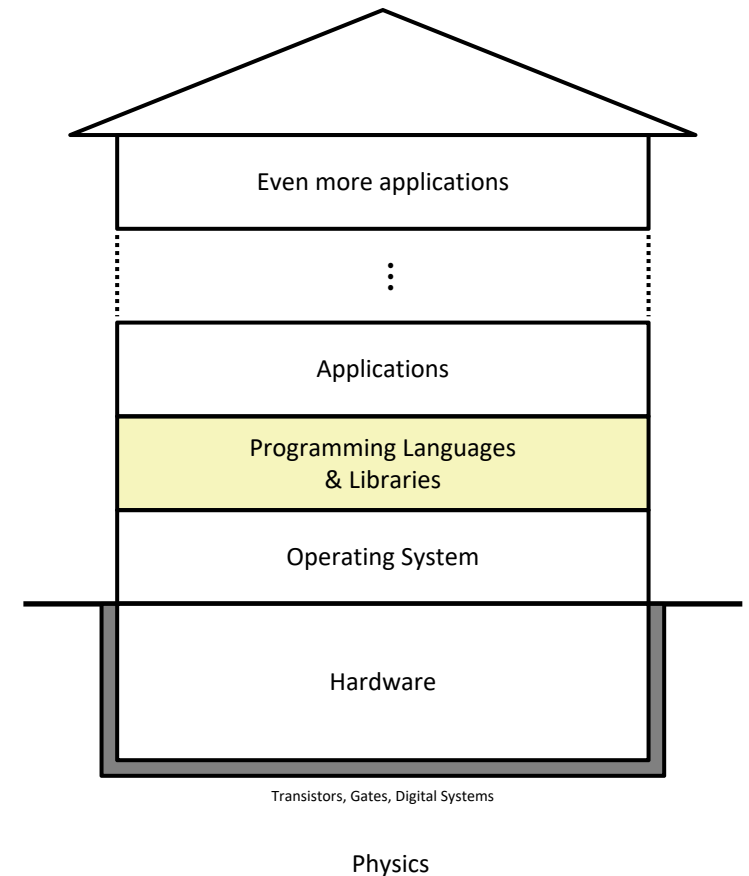 Even more applications
⋮
Applications
Programming Languages
& Libraries
Operating System
Hardware
Transistors, Gates, Digital Systems
Physics